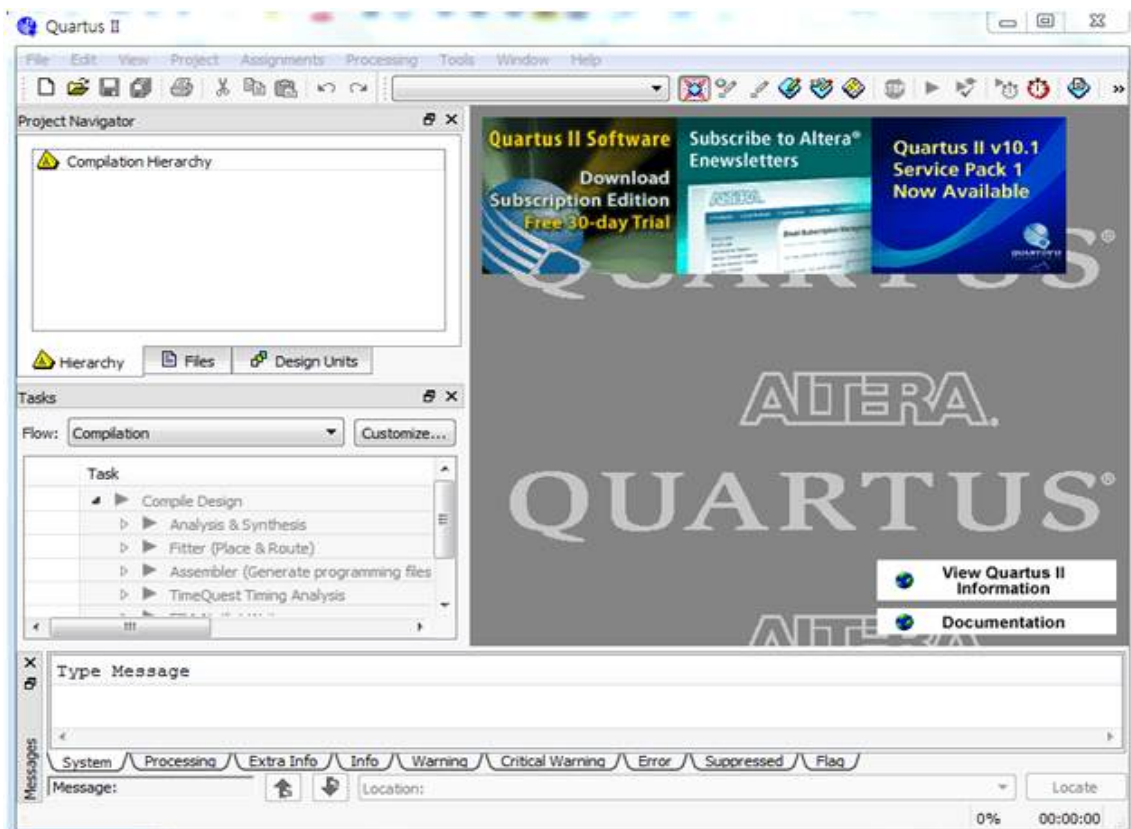 Quartus II
File Edit View Project Assignments Processing Tools Window Help
Project Navigator
Compilation Hierarchy
Hierarchy Files Design Units
Tasks
Flow: Compilation Customize...
Task
Compile Design
Analysis & Synthesis
Fitter (Place & Route)
Assembler (Generate programming files
TimeQuest Timing Analysis
Quartus II Software
Download
Subscription Edition
Free 30-day Trial
Subscribe to Altera®
Enewsletters
ALTERA
Quartus II v10.1
Service Pack 1
Now Available
QUARTUS
QUARTUS®
ALTERA.
QUARTUS®
ALTERA
View Quartus II
Information
Documentation
Messages
Type Message
System Processing Extra Info Info Warning Critical Warning Error Suppressed Flag
Message: Location: Locate
0% 00:00:00